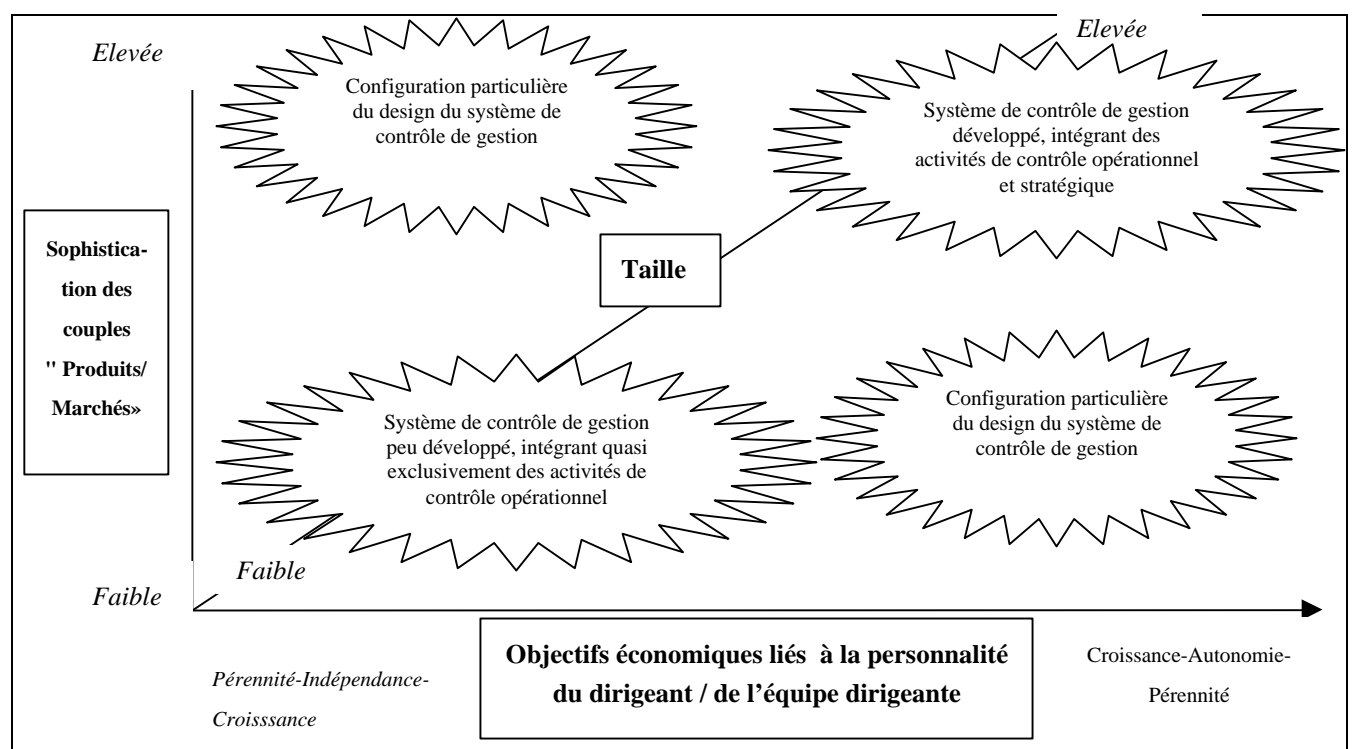 Elevée
Elevée
Configuration particulière
du design du système de
contrôle de gestion
Système de contrôle de gestion
développé, intégrant des
activités de contrôle opérationnel
et stratégique
Sophistica-
tion des
couples
" Produits/
Marchés»
Taille
Système de contrôle de gestion
peu développé, intégrant quasi
exclusivement des activités de
contrôle opérationnel
Configuration particulière
du design du système de
contrôle de gestion
Faible
Faible
Pérennité-Indépendance-
Croisssance
Objectifs économiques liés à la personnalité
du dirigeant / de l'équipe dirigeante
Croissance-Autonomie-
Pérennité